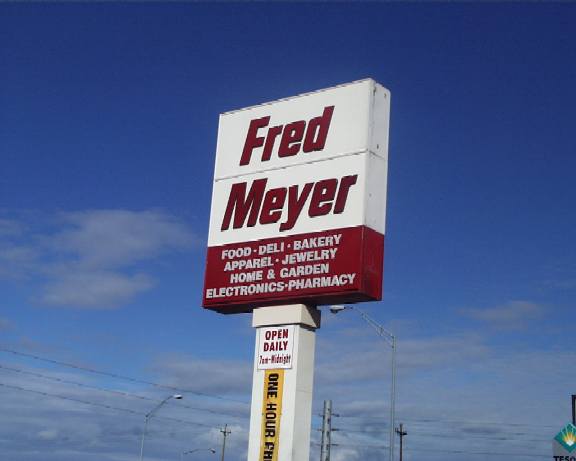 Fred
Meyer
FOOD · DELI · BAKERY
APPAREL · JEWELRY
HOME & GARDEN
ELECTRONICS · PHARMACY
OPEN
DAILY
7am-Midnight
ONE HOUR